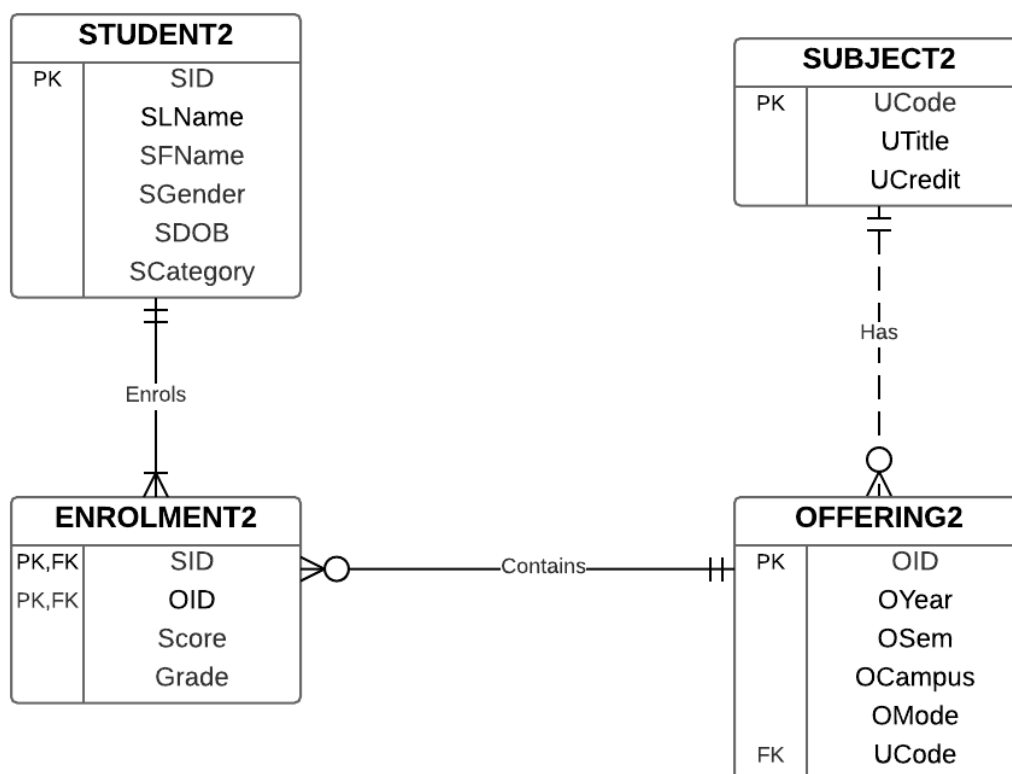 STUDENT2
PK SID
SLName
SFName
SGender
SDOB
SCategory
SUBJECT2
PK UCode
UTitle
UCredit
Enrols
Has
ENROLMENT2
PK,FK SID
PK,FK OID
Score
Grade
Contains
OFFERING2
PK OID
OYear
OSem
OCampus
OMode
FK UCode